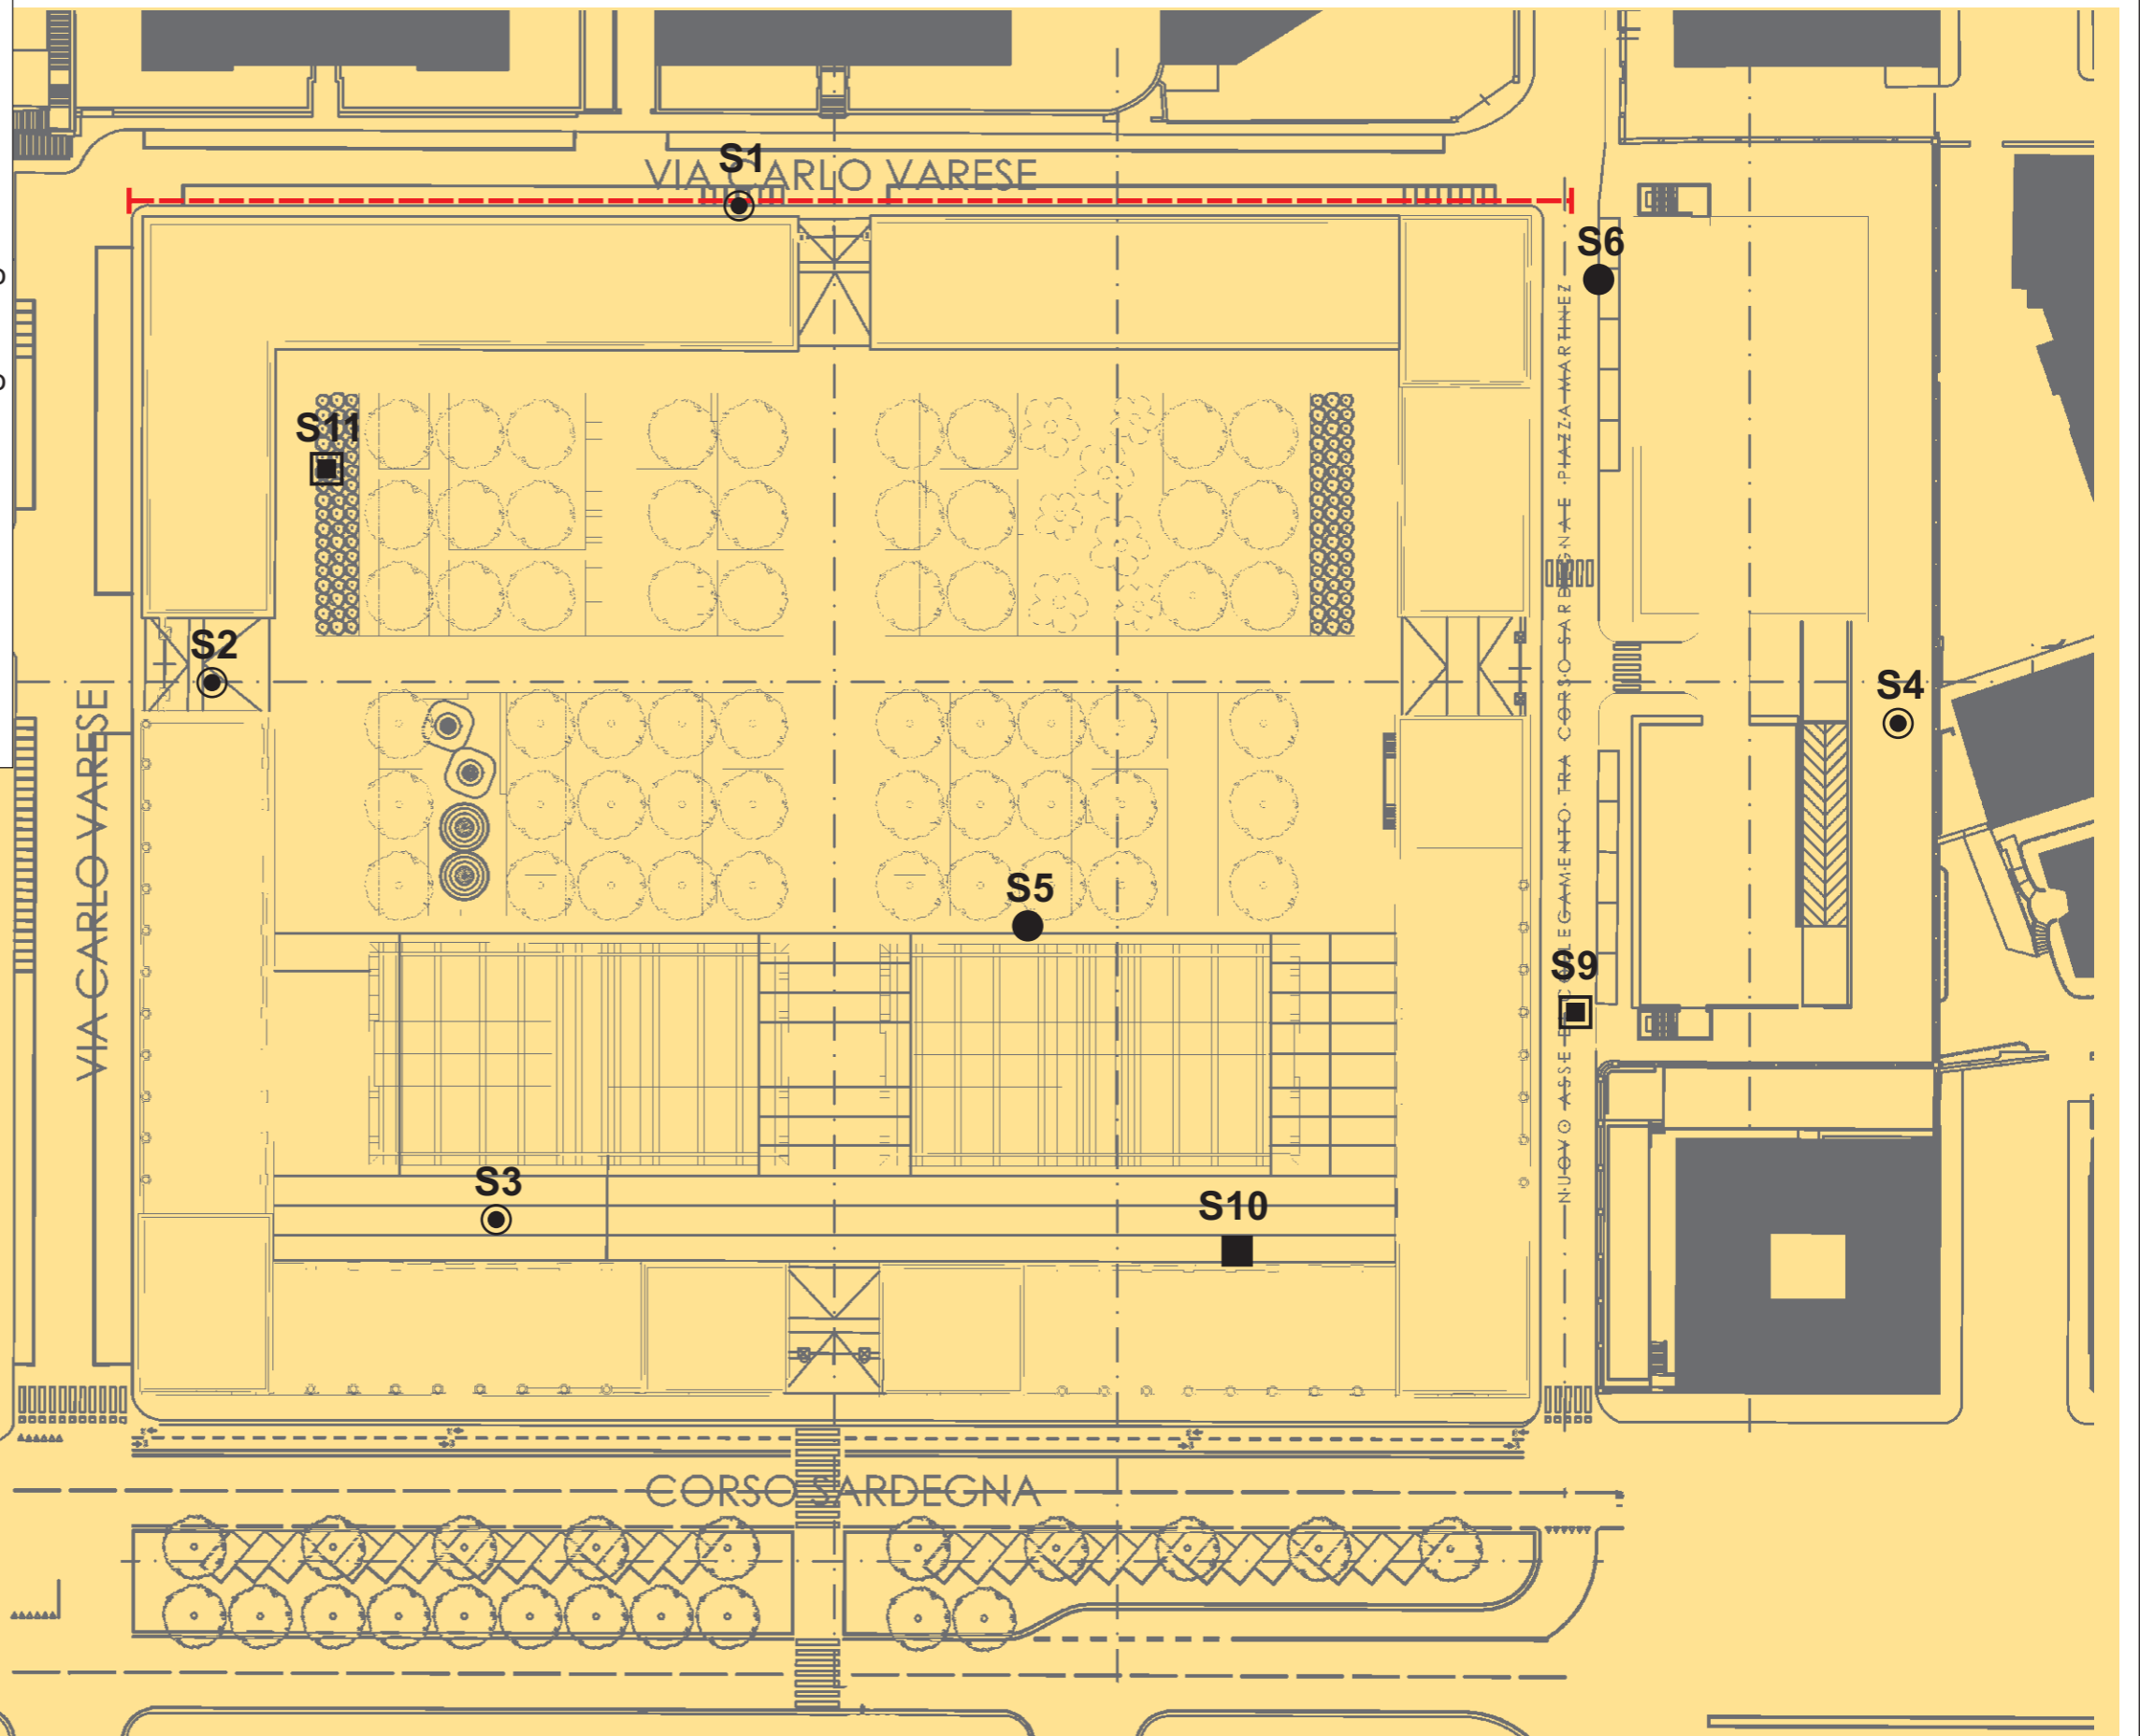 S1
VIA CARLO VARESE
S6
S11
S2
S4
VIA CARLO VARESE
NUOVO ASSE DI COLLEGAMENTO TRA CORSO SARDEGNA E PIAZZA MARTINEZ
S5
S9
S3
S10
CORSO SARDEGNA